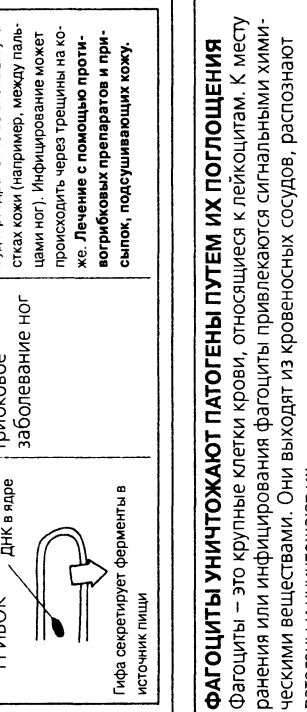 ГРИБОК
ДНК в ядре
Гифа секретирует ферменты в
источник пищи
Грибковое
заболевание ног
стках кожи (например, между паль-
цами ног). Инфицирование может
происходить через трещины на ко-
же. Лечение с помощью проти-
вогрибковых препаратов и при-
сыпок, подсушивающих кожу.
ФАГОЦИТЫ УНИЧТОЖАЮТ ПАТОГЕНЫ ПУТЕМ ИХ ПОГЛОЩЕНИЯ
Фагоциты – это крупные клетки крови, относящиеся к лейкоцитам. К месту
ранения или инфицирования фагоциты привлекаются сигнальными хими-
ческими веществами. Они выходят из кровеносных сосудов, распознают